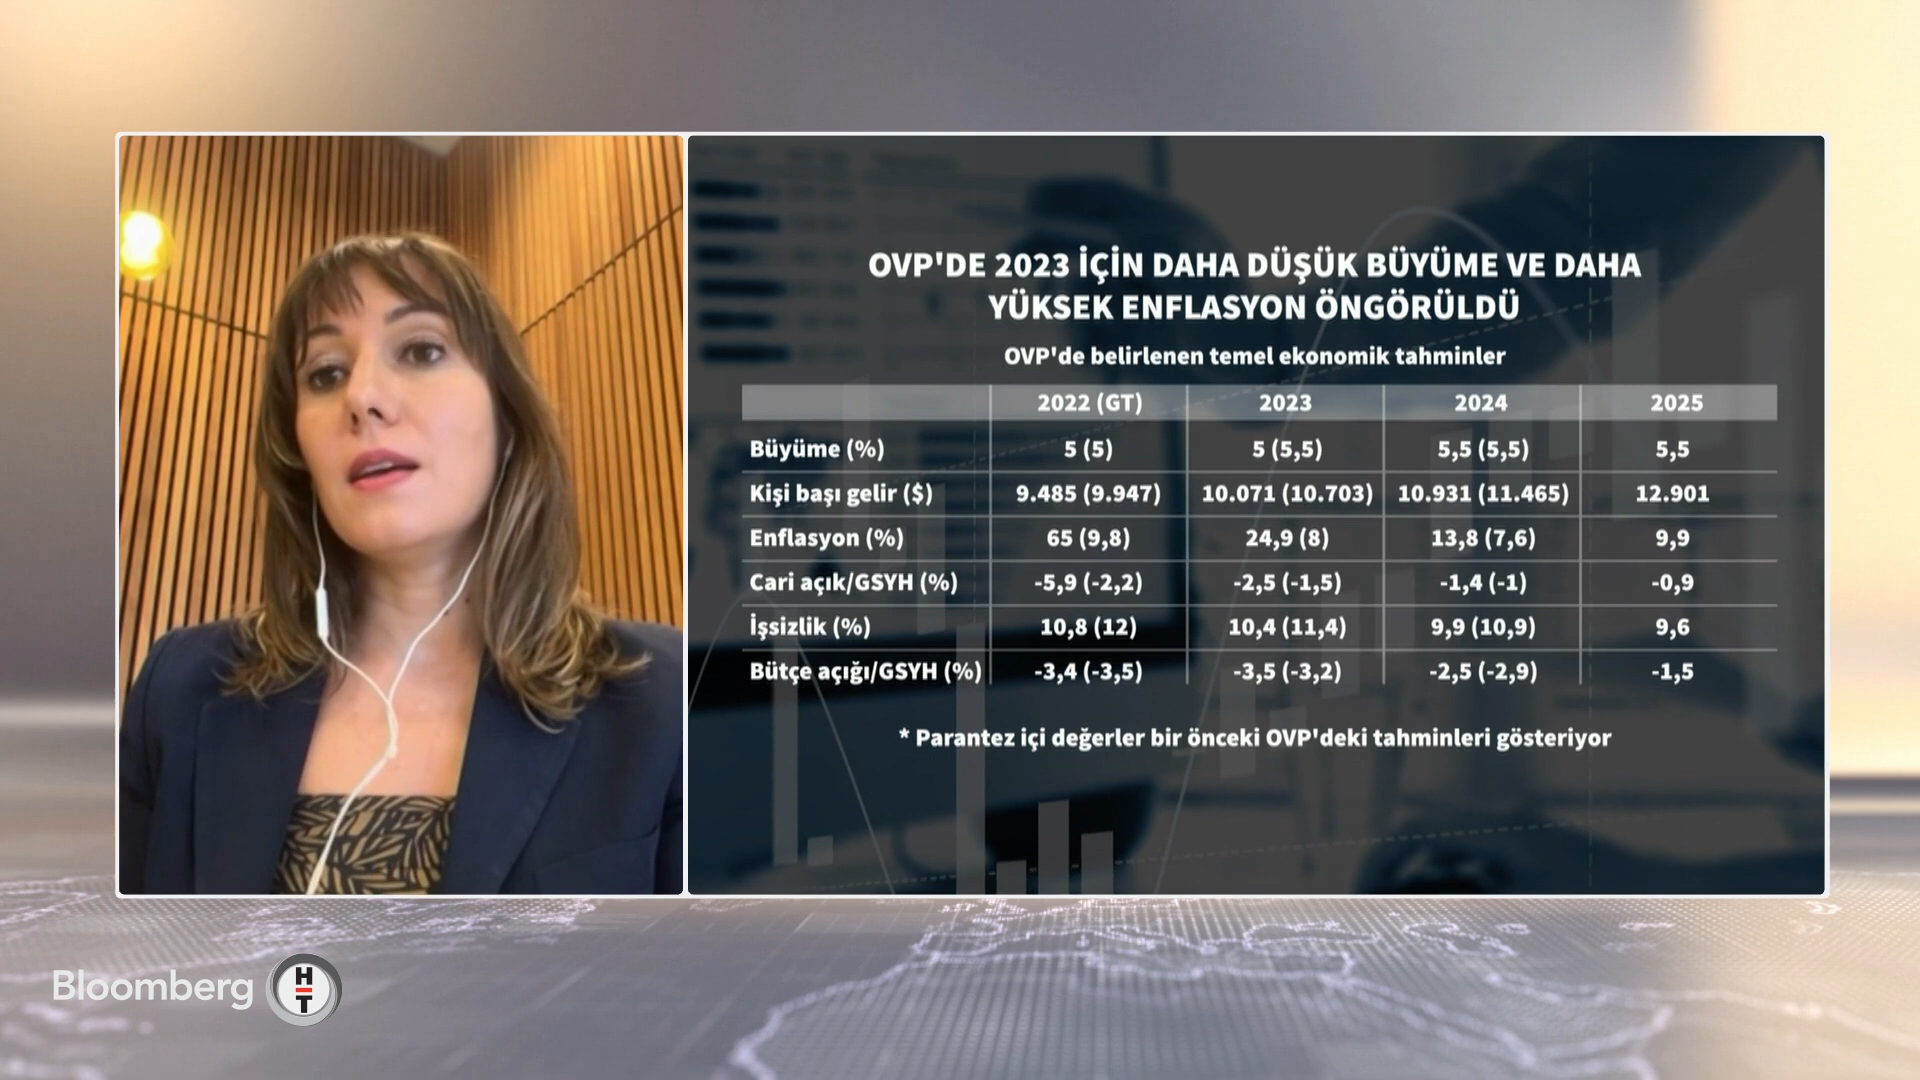 OVP'DE 2023 İÇİN DAHA DÜŞÜK BÜYÜME VE DAHA
YÜKSEK ENFLASYON ÖNGÖRÜLDÜ
OVP'de belirlenen temel ekonomik tahminler
2022 (GT) 2023 2024 2025
Büyüme (%) 5 (5) 5 (5,5) 5,5 (5,5) 5,5
Kişi başı gelir ($) 9.485 (9.947) 10.071 (10.703) 10.931 (11.465) 12.901
Enflasyon (%) 65 (9,8) 24,9 (8) 13,8 (7,6) 9,9
Cari açık/GSYH (%) -5,9 (-2,2) -2,5 (-1,5) -1,4 (-1) -0,9
İşsizlik (%) 10,8 (12) 10,4 (11,4) 9,9 (10,9) 9,6
Bütçe açığı/GSYH (%) -3,4 (-3,5) -3,5 (-3,2) -2,5 (-2,9) -1,5
* Parantez içi değerler bir önceki OVP'deki tahminleri gösteriyor
Bloomberg HT